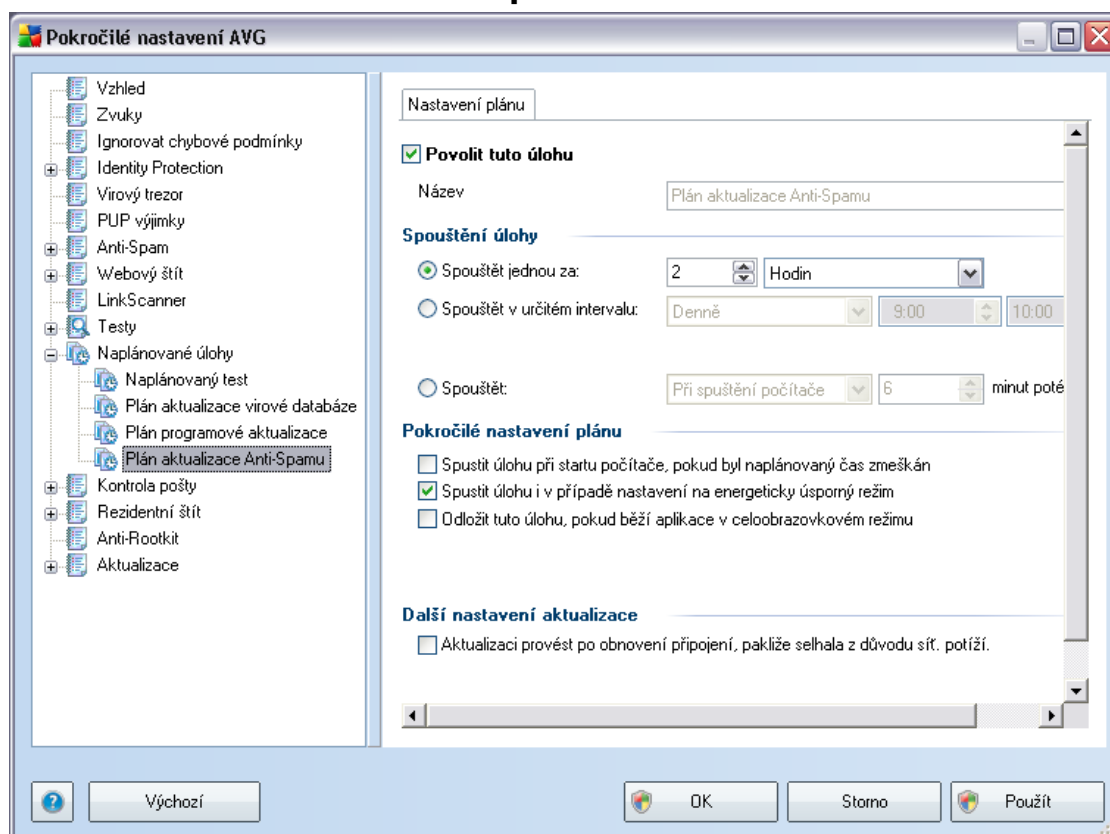 Pokročilé nastavení AVG
Vzhled
Zvuky
Ignorovat chybové podmínky
Identity Protection
Virový trezor
PUP výjimky
Anti-Spam
Webový štít
LinkScanner
Testy
Naplánované úlohy
Naplánovaný test
Plán aktualizace virové databáze
Plán programové aktualizace
Plán aktualizace Anti-Spamu
Kontrola pošty
Rezidentní štít
Anti-Rootkit
Aktualizace
Nastavení plánu
Povolit tuto úlohu
Název Plán aktualizace Anti-Spamu
Spouštění úlohy
Spouštět jednou za: 2 Hodin
Spouštět v určitém intervalu: Denně 9:00 10:00
Spouštět: Při spuštění počítače 6 minut poté
Pokročilé nastavení plánu
Spustit úlohu při startu počítače, pokud byl naplánovaný čas zmeškán
Spustit úlohu i v případě nastavení na energeticky úsporný režim
Odložit tuto úlohu, pokud běží aplikace v celoobrazovkovém režimu
Další nastavení aktualizace
Aktualizaci provést po obnovení připojení, pakliže selhala z důvodu síť. potíží.
Výchozí OK Storno Použít